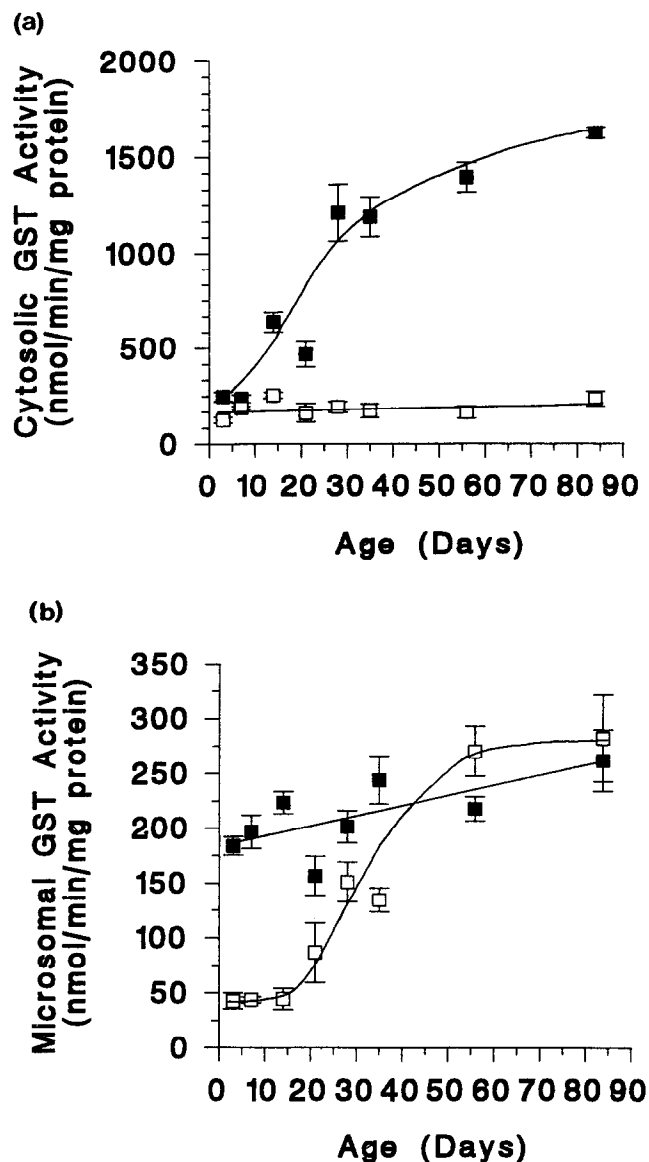 (a)
Cytosolic GST Activity
(nmol/min/mg protein)
2000
1500
1000
500
0
0 10 20 30 40 50 60 70 80 90
Age (Days)
(b)
Microsomal GST Activity
(nmol/min/mg protein)
350
300
250
200
150
100
50
0
0 10 20 30 40 50 60 70 80 90
Age (Days)